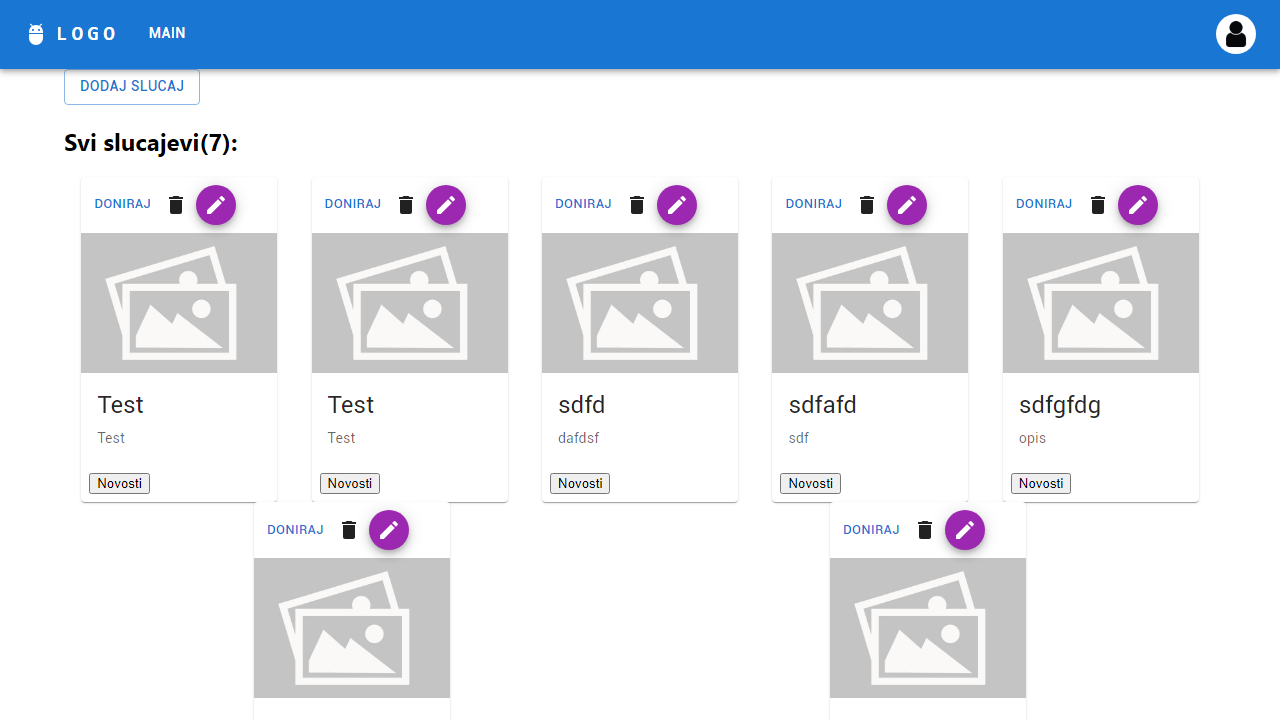 LOGO MAIN
DODAJ SLUCAJ
Svi slucajevi(7):
DONIRAJ DONIRAJ DONIRAJ DONIRAJ DONIRAJ
Test Test sdfd sdfafd sdfgfdg
Test Test dafdsf sdf opis
Novosti Novosti Novosti Novosti Novosti
DONIRAJ DONIRAJ